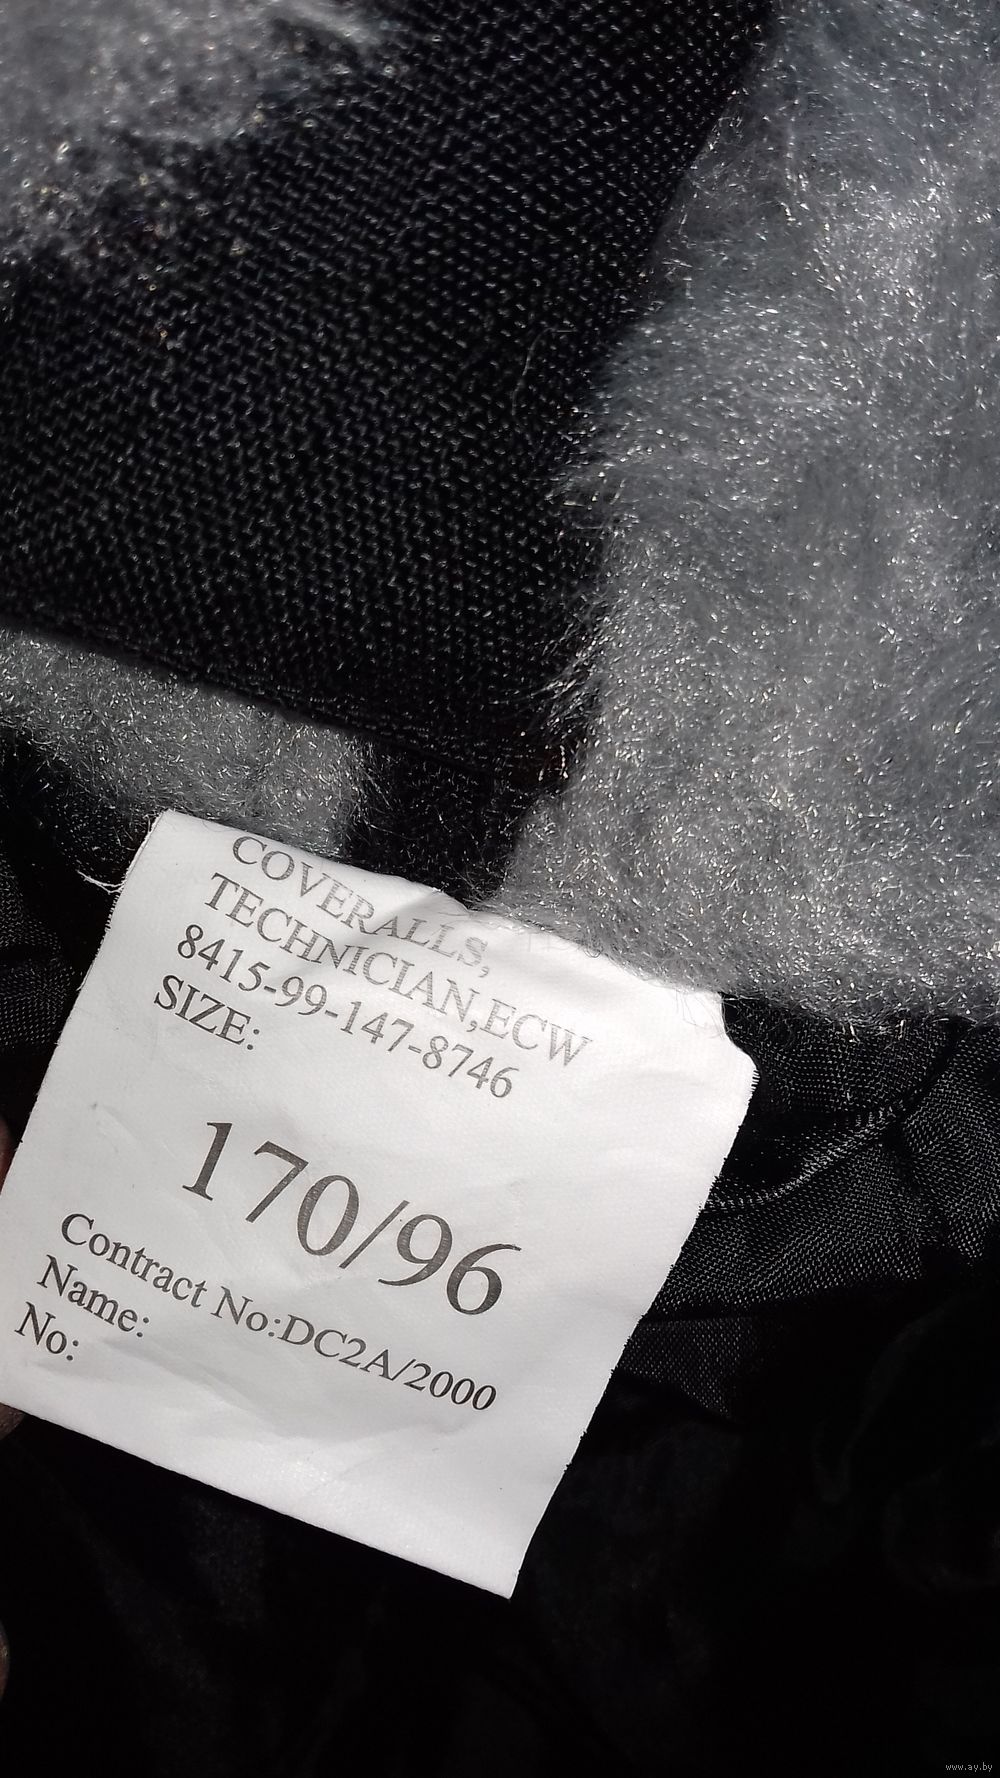 COVERALLS,
TECHNICIAN,ECW
8415-99-147-8746
SIZE:
170/96
Contract No:DC2A/2000
Name:
No:
www.ay.by